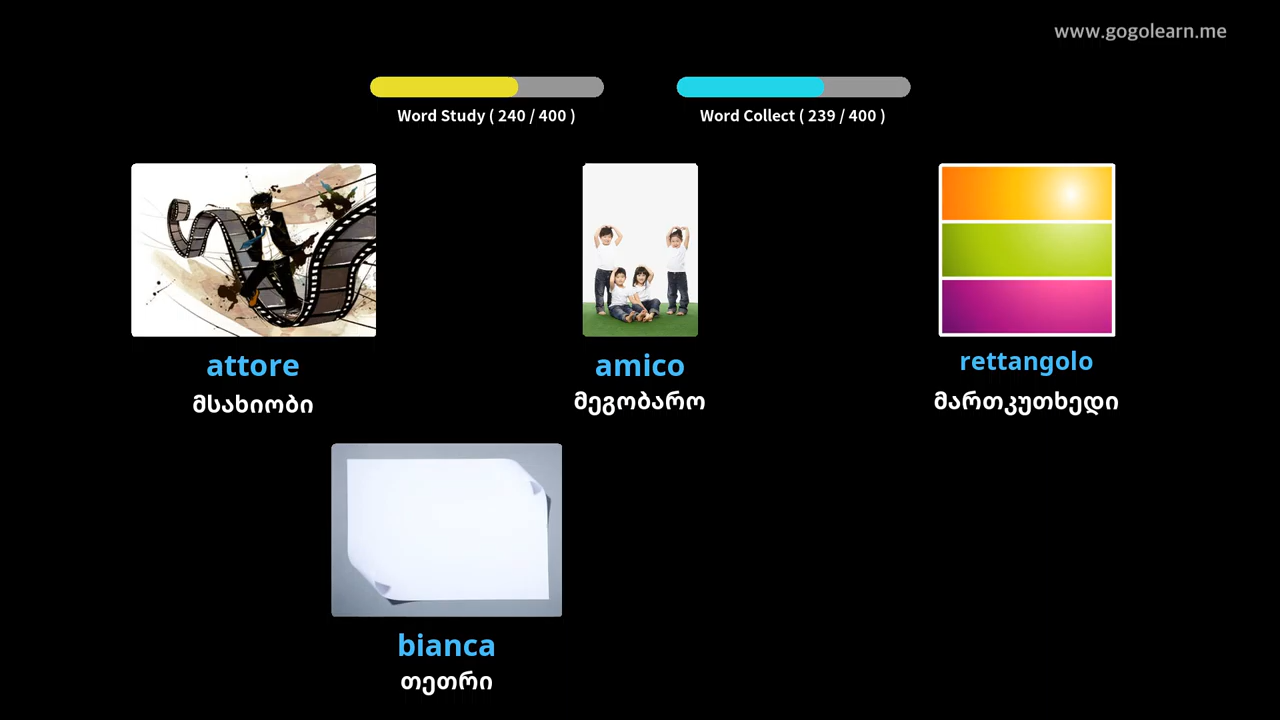 www.gogolearn.me
Word Study ( 240 / 400 )
Word Collect ( 239 / 400 )
attore
amico
rettangolo
მსახიობი
მეგობარო
მართკუთხედი
bianca
თეთრი